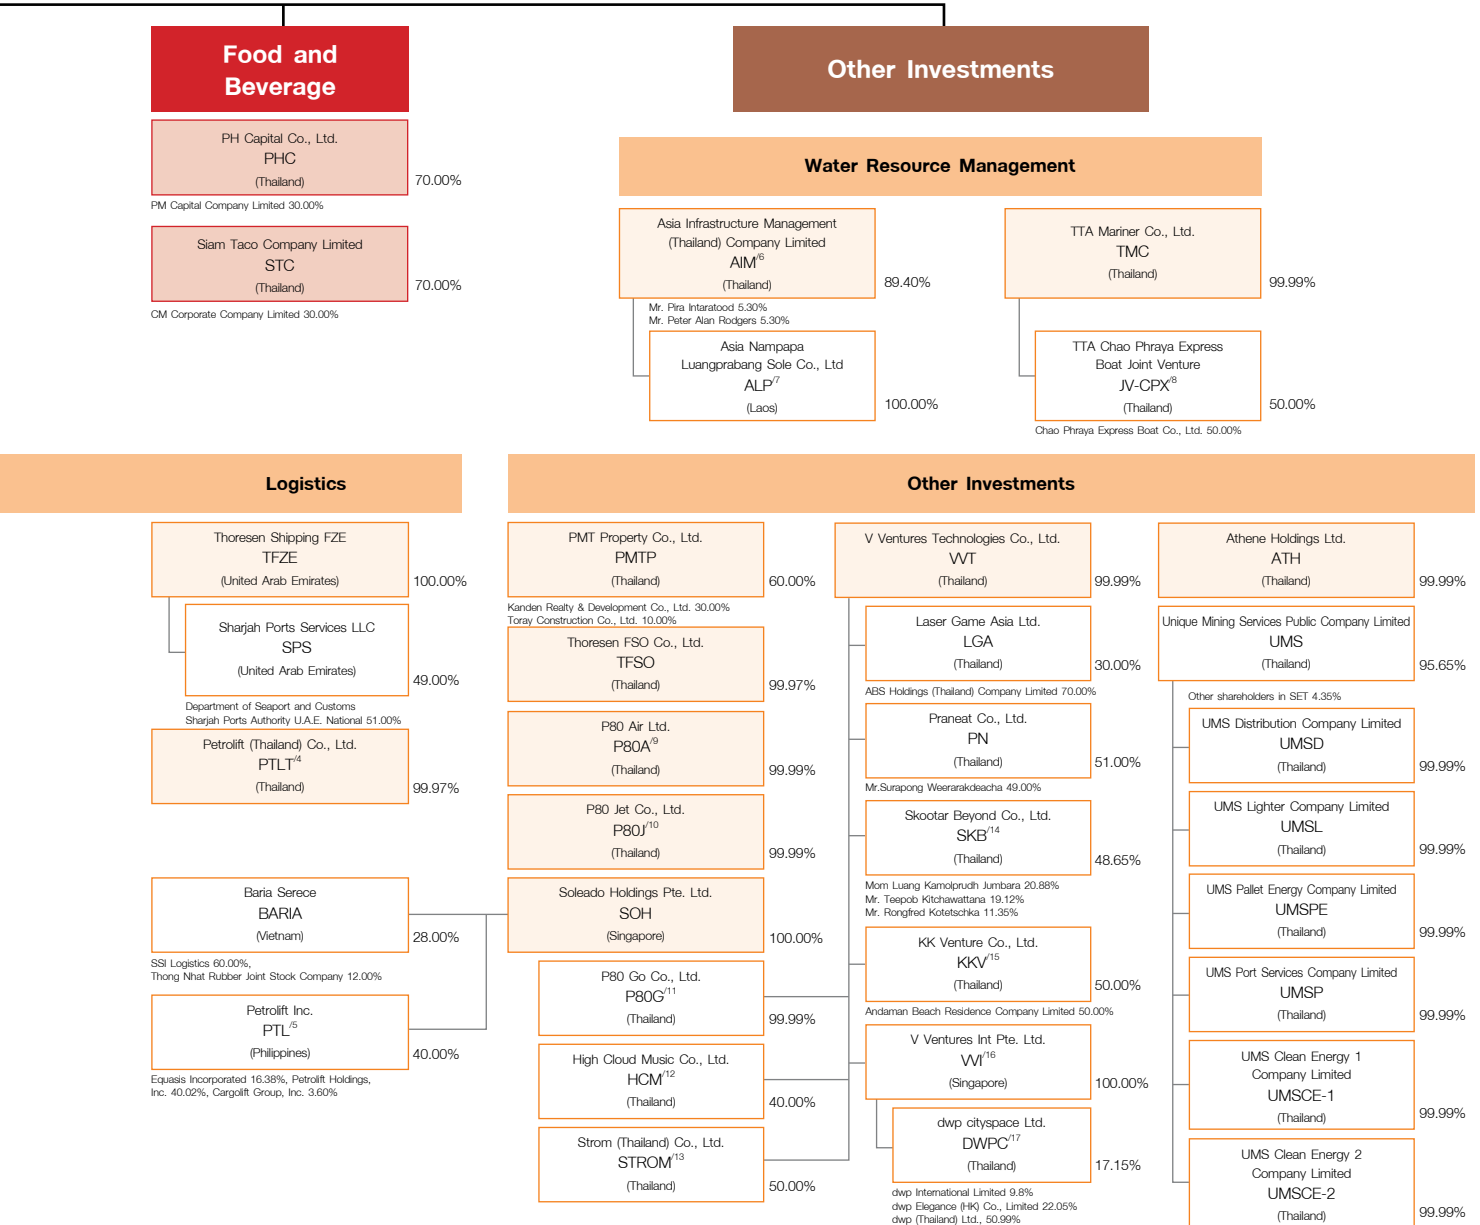 Food and
Beverage
Other Investments
PH Capital Co., Ltd.
PHC
(Thailand)
70.00%
PM Capital Company Limited 30.00%
Siam Taco Company Limited
STC
(Thailand)
70.00%
CM Corporate Company Limited 30.00%
Water Resource Management
Asia Infrastructure Management
(Thailand) Company Limited
AIM/6
(Thailand)
89.40%
Mr. Pira Intaratood 5.30%
Mr. Peter Alan Rodgers 5.30%
Asia Nampapa
Luangprabang Sole Co., Ltd
ALP/7
(Laos)
100.00%
TTA Mariner Co., Ltd.
TMC
(Thailand)
99.99%
TTA Chao Phraya Express
Boat Joint Venture
JV-CPX/8
(Thailand)
50.00%
Chao Phraya Express Boat Co., Ltd. 50.00%
Logistics
Thoresen Shipping FZE
TFZE
(United Arab Emirates)
100.00%
Sharjah Ports Services LLC
SPS
(United Arab Emirates)
49.00%
Department of Seaport and Customs
Sharjah Ports Authority U.A.E. National 51.00%
Petrolift (Thailand) Co., Ltd.
PTLT/4
(Thailand)
99.97%
Baria Serece
BARIA
(Vietnam)
28.00%
SSI Logistics 60.00%,
Thong Nhat Rubber Joint Stock Company 12.00%
Petrolift Inc.
PTL/5
(Philippines)
40.00%
Equasis Incorporated 16.38%, Petrolift Holdings,
Inc. 40.02%, Cargolift Group, Inc. 3.60%
Other Investments
PMT Property Co., Ltd.
PMTP
(Thailand)
60.00%
Kanden Realty & Development Co., Ltd. 30.00%
Toray Construction Co., Ltd. 10.00%
Thoresen FSO Co., Ltd.
TFSO
(Thailand)
99.97%
P80 Air Ltd.
P80A/9
(Thailand)
99.99%
P80 Jet Co., Ltd.
P80J/10
(Thailand)
99.99%
Soleado Holdings Pte. Ltd.
SOH
(Singapore)
100.00%
P80 Go Co., Ltd.
P80G/11
(Thailand)
99.99%
High Cloud Music Co., Ltd.
HCM/12
(Thailand)
40.00%
Strom (Thailand) Co., Ltd.
STROM/13
(Thailand)
50.00%
V Ventures Technologies Co., Ltd.
VVT
(Thailand)
99.99%
Laser Game Asia Ltd.
LGA
(Thailand)
30.00%
ABS Holdings (Thailand) Company Limited 70.00%
Praneat Co., Ltd.
PN
(Thailand)
51.00%
Mr.Surapong Weerarakdeacha 49.00%
Skootar Beyond Co., Ltd.
SKB/14
(Thailand)
48.65%
Mom Luang Kamolprudh Jumbara 20.88%
Mr. Teepob Kitchawattana 19.12%
Mr. Rongfred Kotetschka 11.35%
KK Venture Co., Ltd.
KKV/15
(Thailand)
50.00%
Andaman Beach Residence Company Limited 50.00%
V Ventures Int Pte. Ltd.
VVI/16
(Singapore)
100.00%
dwp cityspace Ltd.
DWPC/17
(Thailand)
17.15%
dwp International Limited 9.8%
dwp Elegance (HK) Co., Limited 22.05%
dwp (Thailand) Ltd., 50.99%
Athene Holdings Ltd.
ATH
(Thailand)
99.99%
Unique Mining Services Public Company Limited
UMS
(Thailand)
95.65%
Other shareholders in SET 4.35%
UMS Distribution Company Limited
UMSD
(Thailand)
99.99%
UMS Lighter Company Limited
UMSL
(Thailand)
99.99%
UMS Pallet Energy Company Limited
UMSPE
(Thailand)
99.99%
UMS Port Services Company Limited
UMSP
(Thailand)
99.99%
UMS Clean Energy 1
Company Limited
UMSCE-1
(Thailand)
99.99%
UMS Clean Energy 2
Company Limited
UMSCE-2
(Thailand)
99.99%